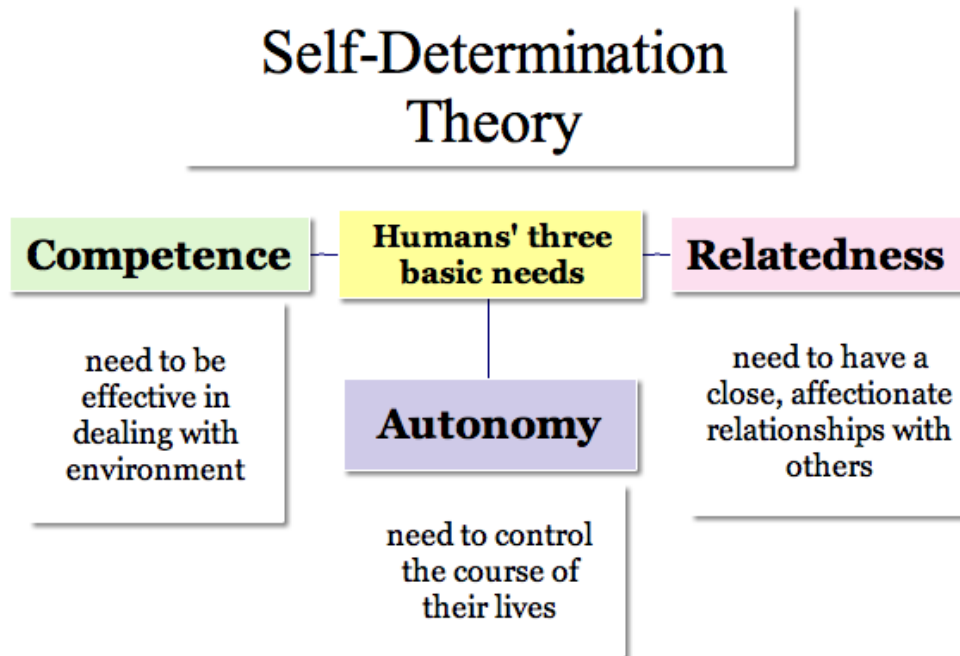 Self-Determination
Theory
Competence
Humans' three
basic needs
Relatedness
need to be
effective in
dealing with
environment
Autonomy
need to have a
close, affectionate
relationships with
others
need to control
the course of
their lives